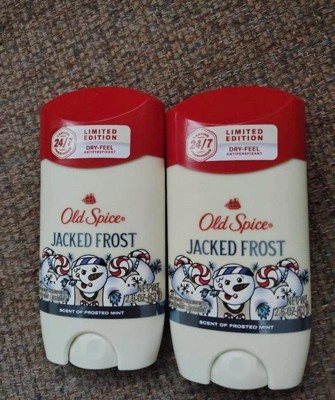 24/7
LIMITED
EDITION
DRY-FEEL
ANTIPERSPIRANT
Old Spice
JACKED FROST
SCENT OF FROSTED MINT
24/7
LIMITED
EDITION
DRY-FEEL
ANTIPERSPIRANT
Old Spice
JACKED FROST
SCENT OF FROSTED MINT